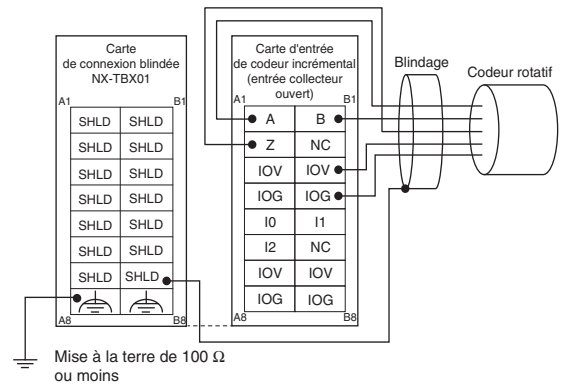 Carte
de connexion blindée
NX-TBX01
A1 B1
SHLD SHLD
SHLD SHLD
SHLD SHLD
SHLD SHLD
SHLD SHLD
SHLD SHLD
SHLD SHLD
A8 B8
Mise à la terre de 100 Ω
ou moins
Carte d'entrée
de codeur incrémental
(entrée collecteur
ouvert)
A1 B1
A B
Z NC
IOV IOV
IOG IOG
I0 I1
I2 NC
IOV IOV
IOG IOG
A8 B8
Blindage
Codeur rotatif